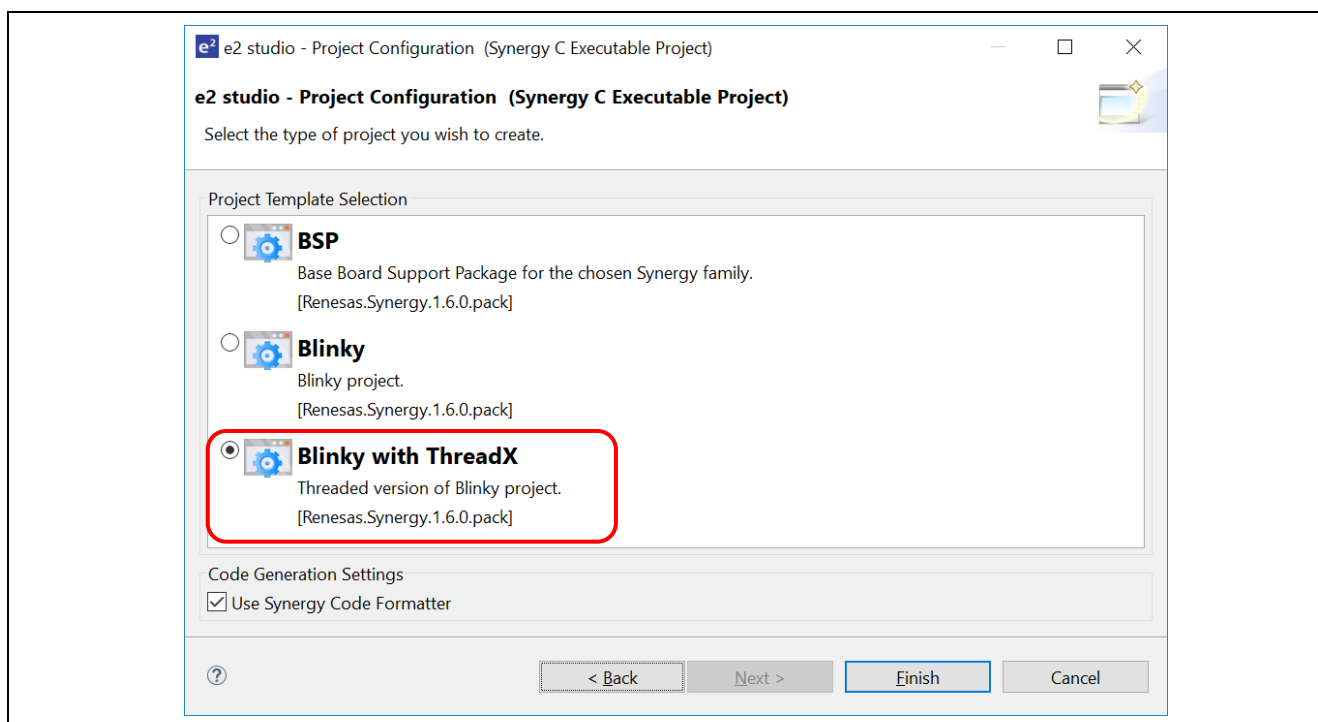 e² e2 studio - Project Configuration (Synergy C Executable Project)
e2 studio - Project Configuration (Synergy C Executable Project)
Select the type of project you wish to create.
Project Template Selection
BSP
Base Board Support Package for the chosen Synergy family.
[Renesas.Synergy.1.6.0.pack]
Blinky
Blinky project.
[Renesas.Synergy.1.6.0.pack]
Blinky with ThreadX
Threaded version of Blinky project.
[Renesas.Synergy.1.6.0.pack]
Code Generation Settings
Use Synergy Code Formatter
? < Back Next > Finish Cancel